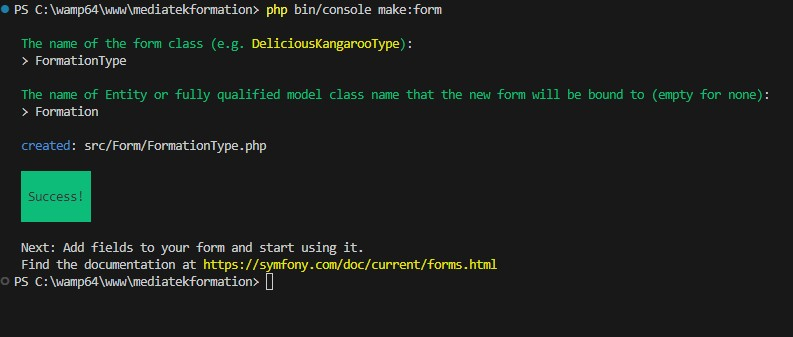 PS C:\wamp64\www\mediatekformation> php bin/console make:form
The name of the form class (e.g. DeliciousKangarooType):
> FormationType
The name of Entity or fully qualified model class name that the new form will be bound to (empty for none):
> Formation
created: src/Form/FormationType.php
Success!
Next: Add fields to your form and start using it.
Find the documentation at https://symfony.com/doc/current/forms.html
PS C:\wamp64\www\mediatekformation>